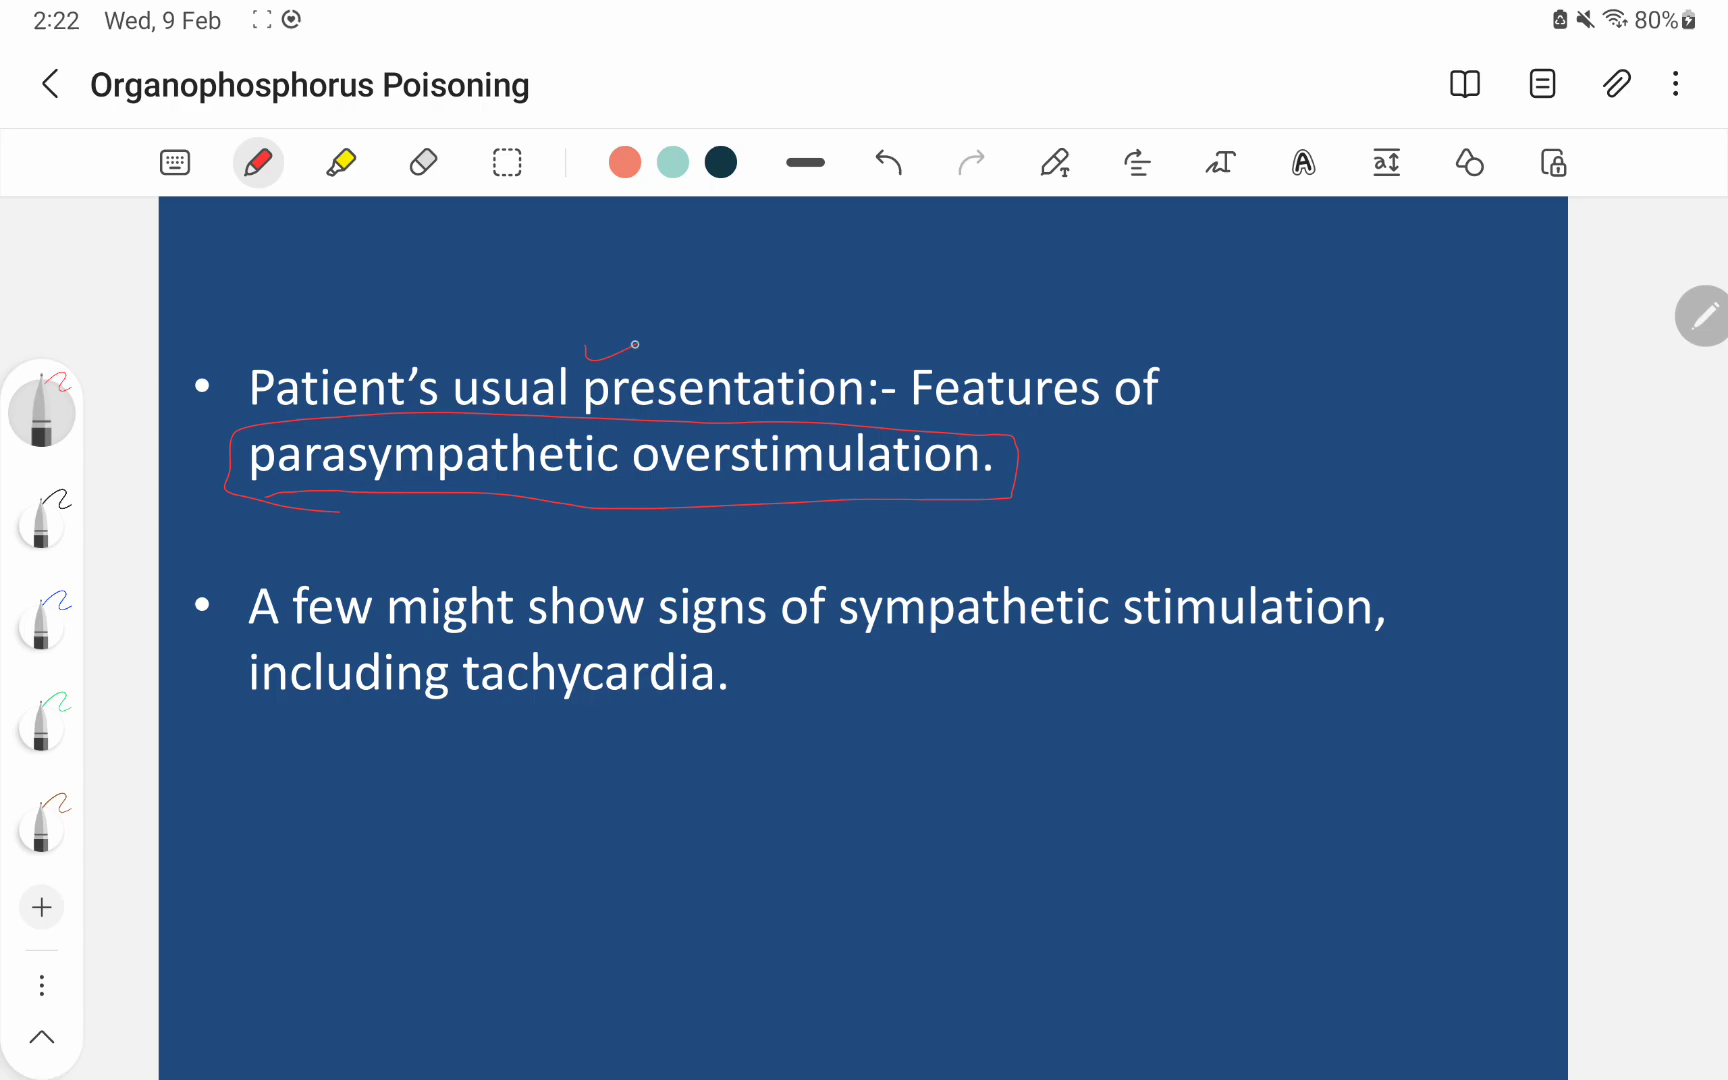 2:22 Wed, 9 Feb 80%
Organophosphorus Poisoning
• Patient’s usual presentation:- Features of
parasympathetic overstimulation.
• A few might show signs of sympathetic stimulation,
including tachycardia.